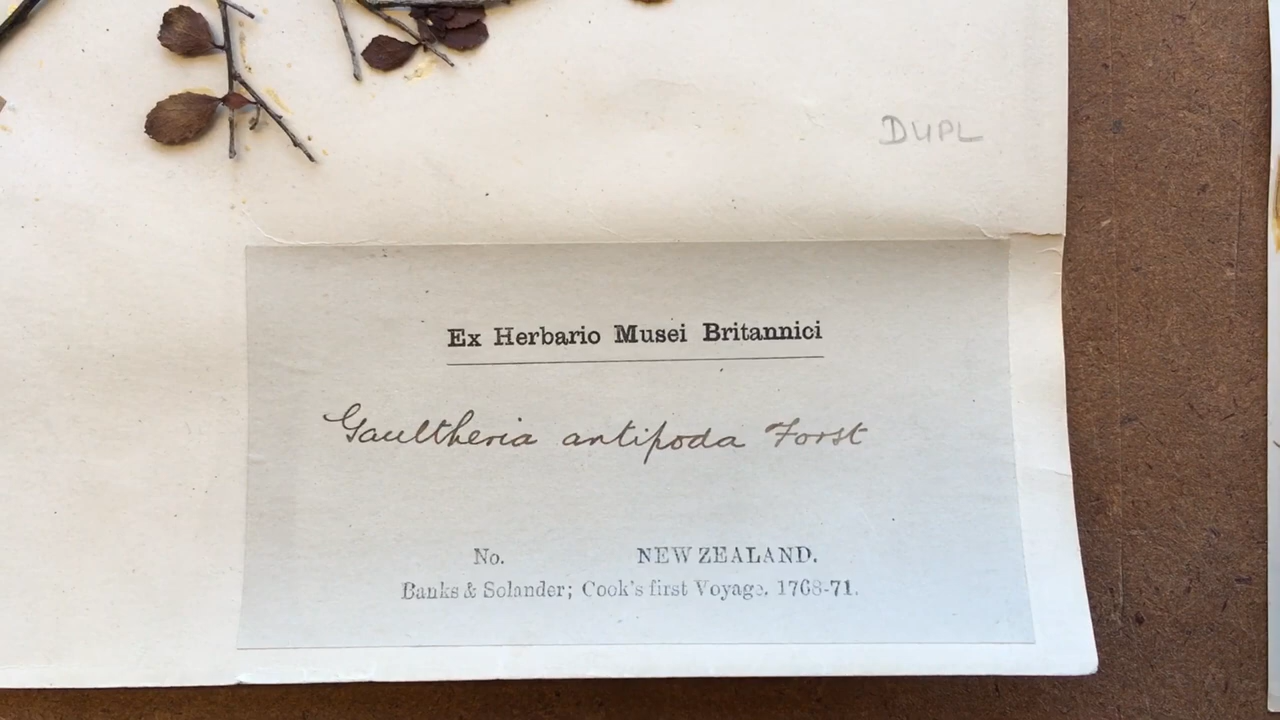 DUPL
Ex Herbario Musei Britannici
Gaultheria antipoda Forst
No. NEW ZEALAND.
Banks & Solander; Cook's first Voyage. 1768-71.